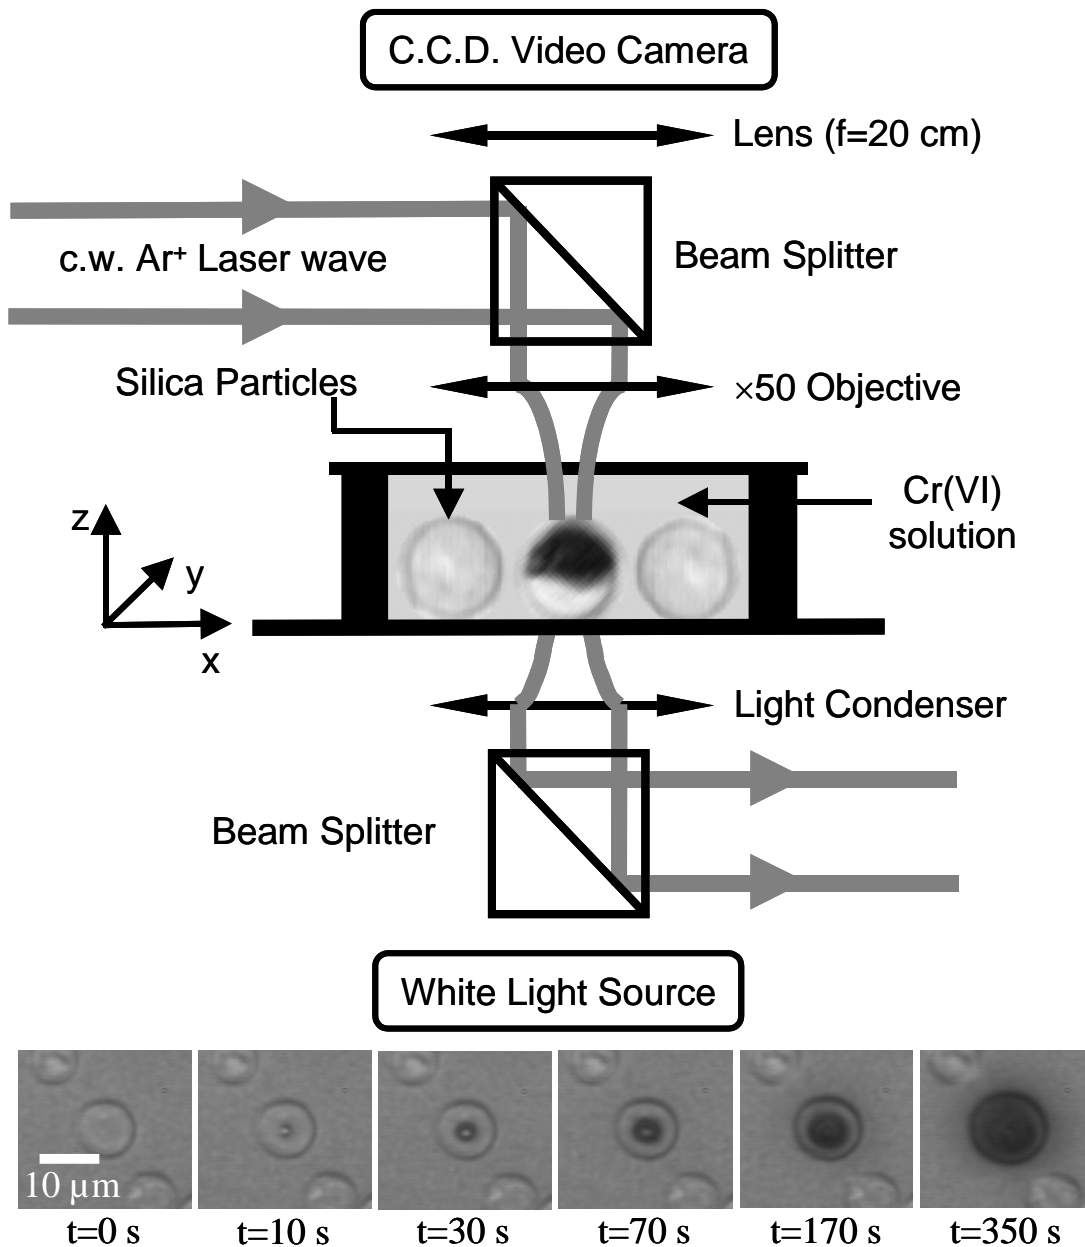 C.C.D. Video Camera
Lens (f=20 cm)
c.w. Ar⁺ Laser wave
Beam Splitter
Silica Particles
×50 Objective
Cr(VI)
solution
z
y
x
Light Condenser
Beam Splitter
White Light Source
10 µm
t=0 s t=10 s t=30 s t=70 s t=170 s t=350 s